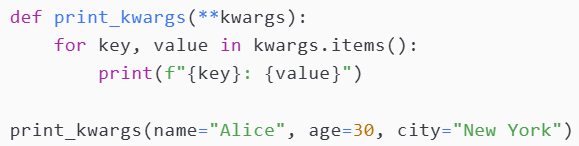 def print_kwargs(**kwargs):
    for key, value in kwargs.items():
        print(f"{key}: {value}")

print_kwargs(name="Alice", age=30, city="New York")